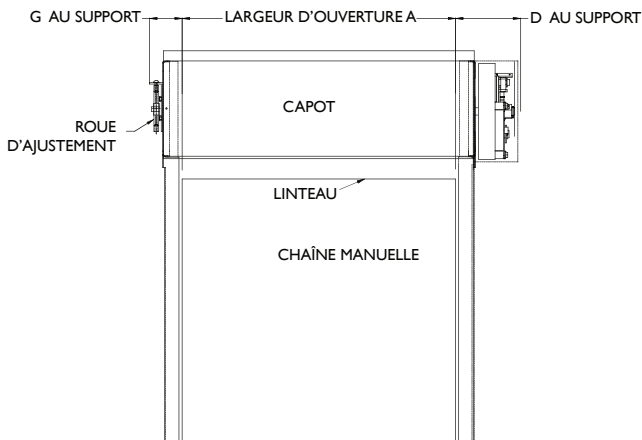 G AU SUPPORT
LARGEUR D'OUVERTURE A
D AU SUPPORT
CAPOT
ROUE
D'AJUSTEMENT
LINTEAU
CHAÎNE MANUELLE